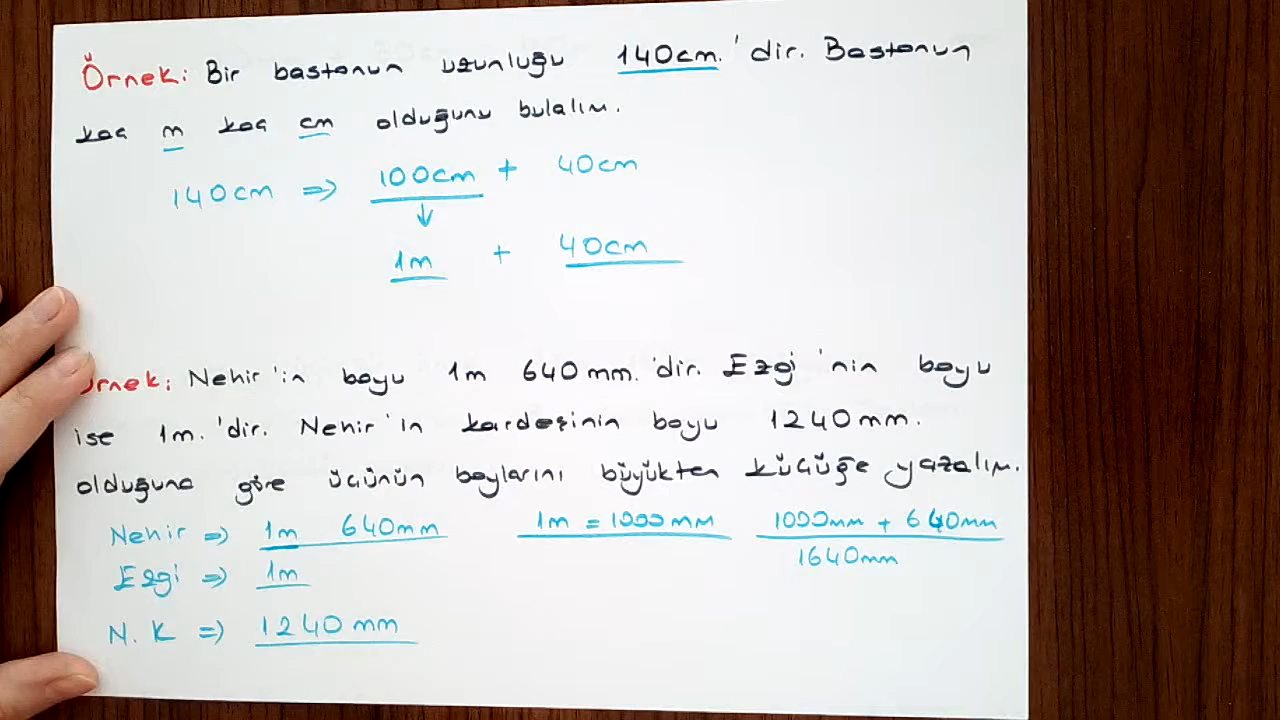 Örnek: Bir bastonun uzunluğu 140cm.'dir. Bastonun
kaç m kaç cm olduğunu bulalım.
140cm ⇒ 100cm + 40cm
↓
1m + 40cm
Örnek: Nehir'in boyu 1m 640mm.'dir. Ezgi'nin boyu
ise 1m.'dir. Nehir'in kardeşinin boyu 1240mm.
olduğuna göre üçünün boylarını büyükten küçüğe yazalım.
Nehir ⇒ 1m 640mm 1m = 1000mm 1000mm + 640mm
1640mm
Ezgi ⇒ 1m
N.K ⇒ 1240mm